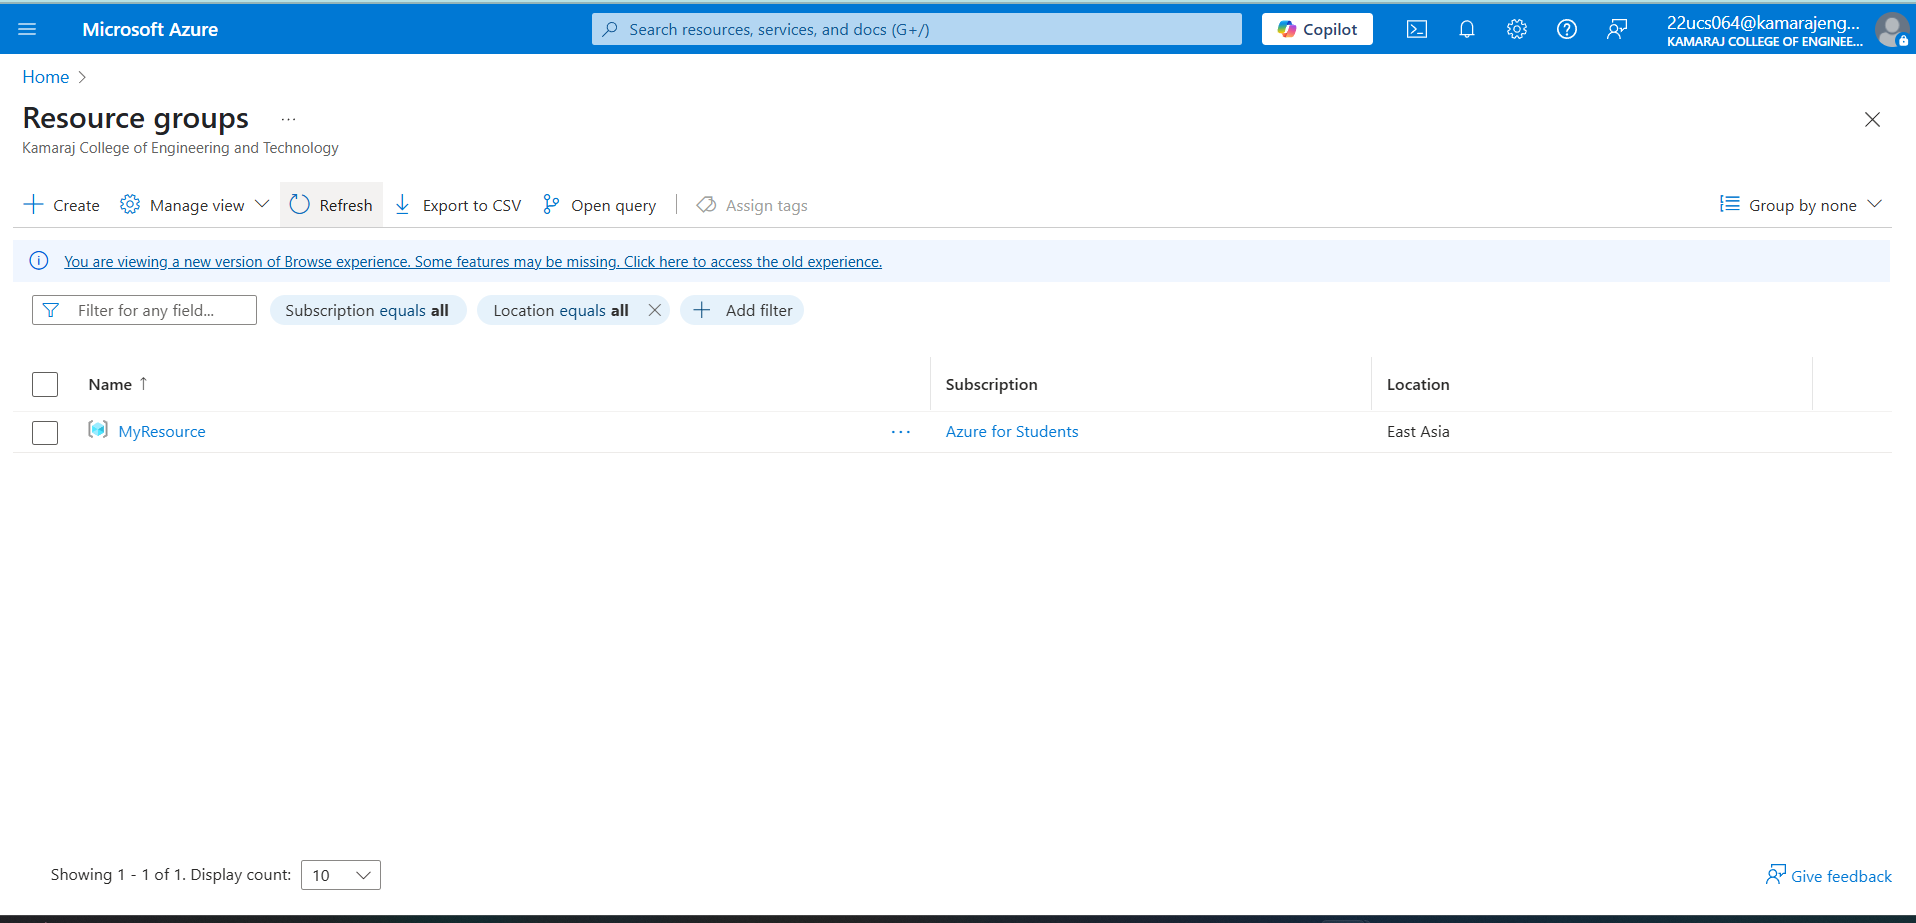 Microsoft Azure
Search resources, services, and docs (G+/)
Copilot
22ucs064@kamarajeng...
KAMARAJ COLLEGE OF ENGINEE...
Home
Resource groups ...
Kamaraj College of Engineering and Technology
Create Manage view Refresh Export to CSV Open query Assign tags Group by none
You are viewing a new version of Browse experience. Some features may be missing. Click here to access the old experience.
Filter for any field... Subscription equals all Location equals all Add filter
Name ↑ Subscription Location
MyResource ... Azure for Students East Asia
Showing 1 - 1 of 1. Display count: 10
Give feedback